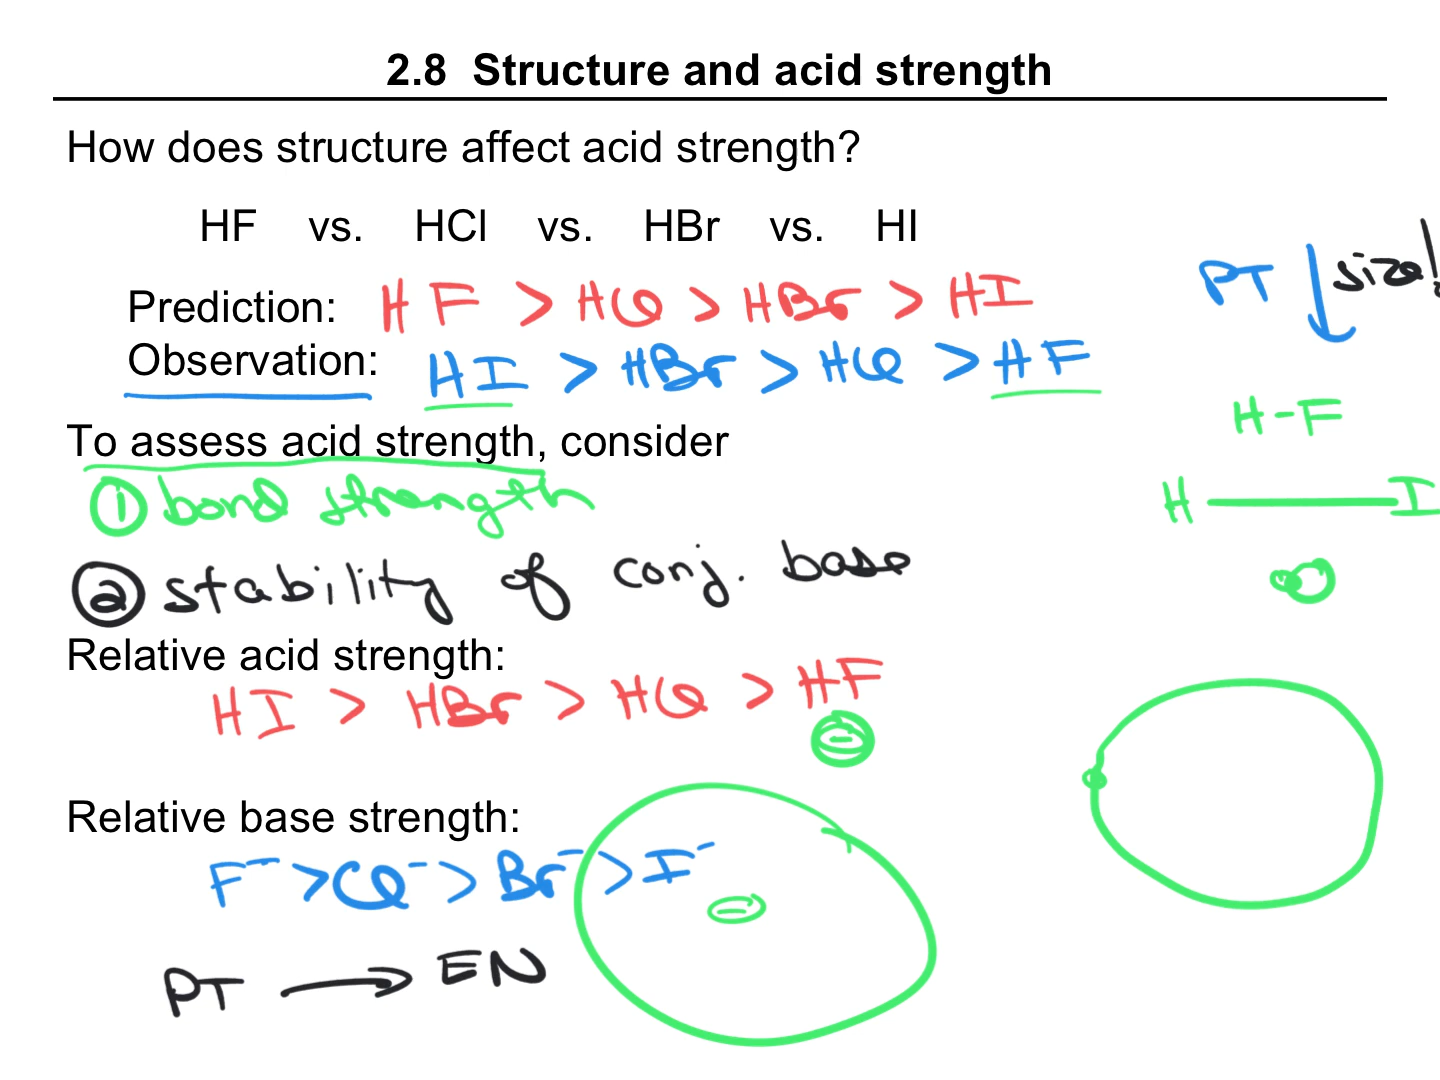 2.8 Structure and acid strength
How does structure affect acid strength?
HF vs. HCl vs. HBr vs. HI
PT size!
Prediction: HF > HCl > HBr > HI
Observation: HI > HBr > HCl > HF
H-F
To assess acid strength, consider
① bond strength
H — I
② stability of conj. base
Relative acid strength:
HI > HBr > HCl > HF
⊖
Relative base strength:
F⁻ > Cl⁻ > Br⁻ > I⁻
⊖
PT → EN